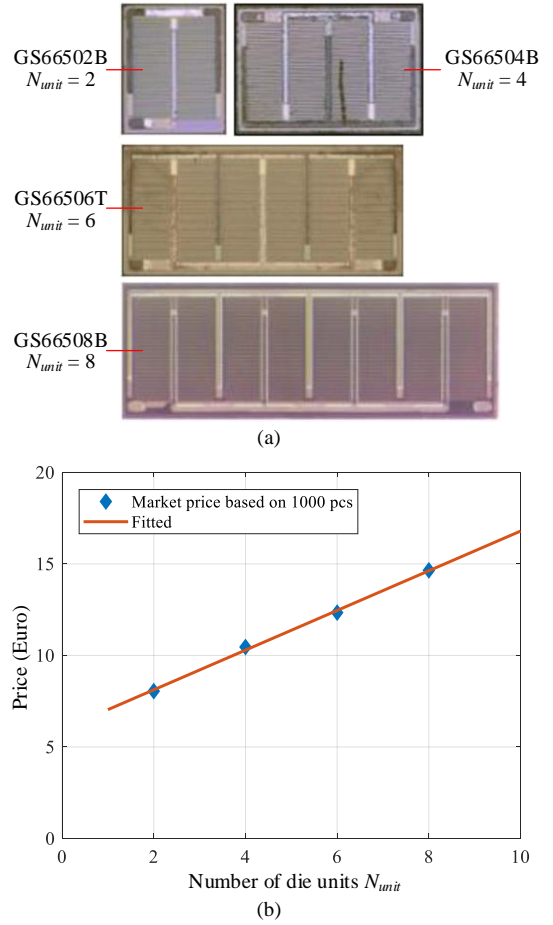 GS66502B
N_unit = 2
GS66504B
N_unit = 4
GS66506T
N_unit = 6
GS66508B
N_unit = 8
(a)
20
15
10
5
0
Price (Euro)
Market price based on 1000 pcs
Fitted
0 2 4 6 8 10
Number of die units N_unit
(b)